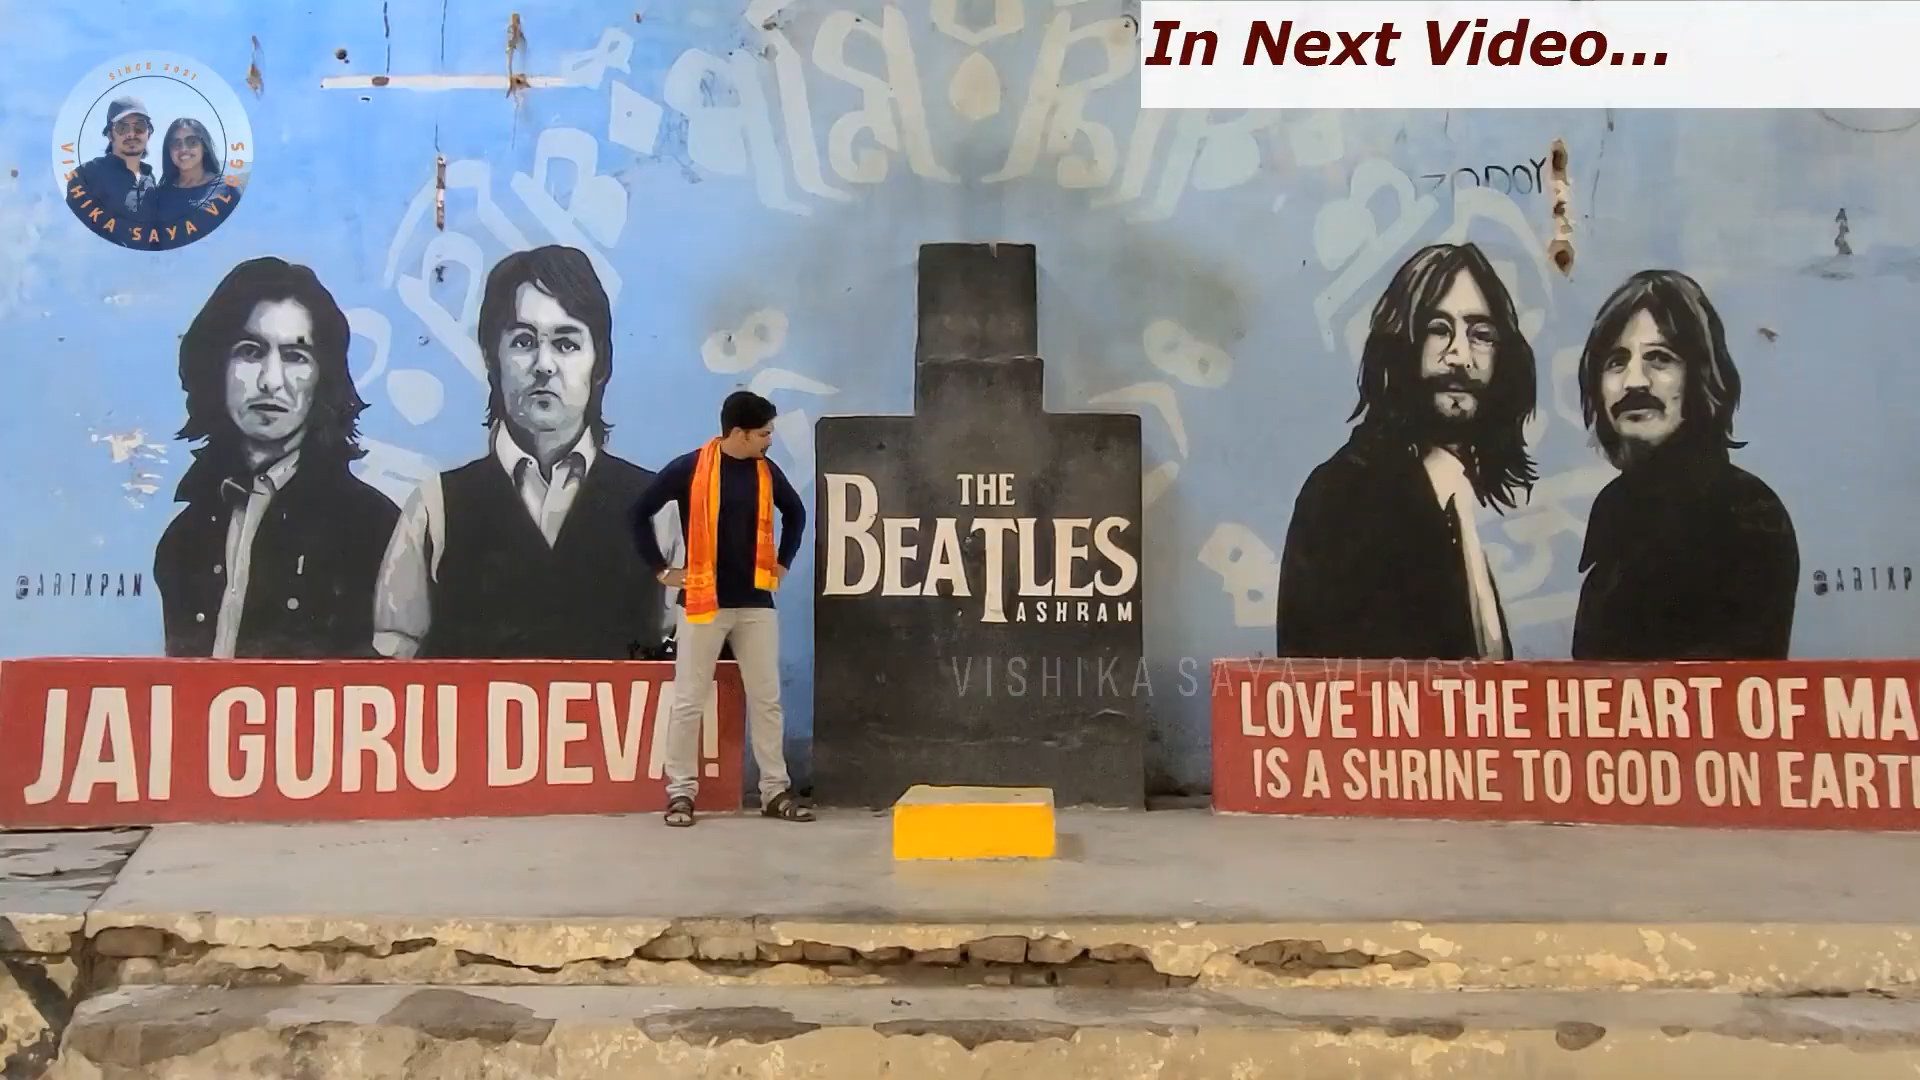 In Next Video...
SINCE 2021
VISHIKA SAYA VLOGS
THE
BEATLES
ASHRAM
@ARTXPAN
@ARTXP
VISHIKA SAYA VLOGS
JAI GURU DEVA!
LOVE IN THE HEART OF MA
IS A SHRINE TO GOD ON EART